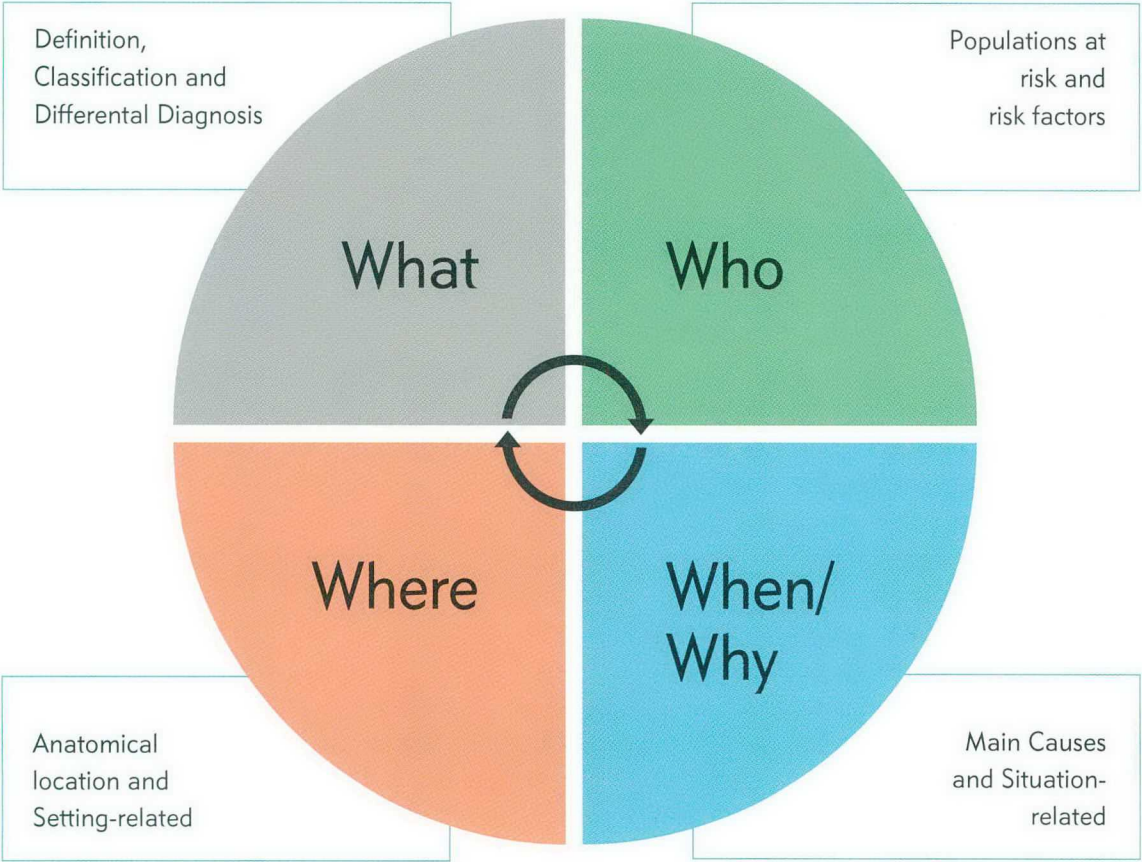 Definition,
Classification and
Differental Diagnosis
Populations at
risk and
risk factors
What
Who
Where
When/
Why
Anatomical
location and
Setting-related
Main Causes
and Situation-
related